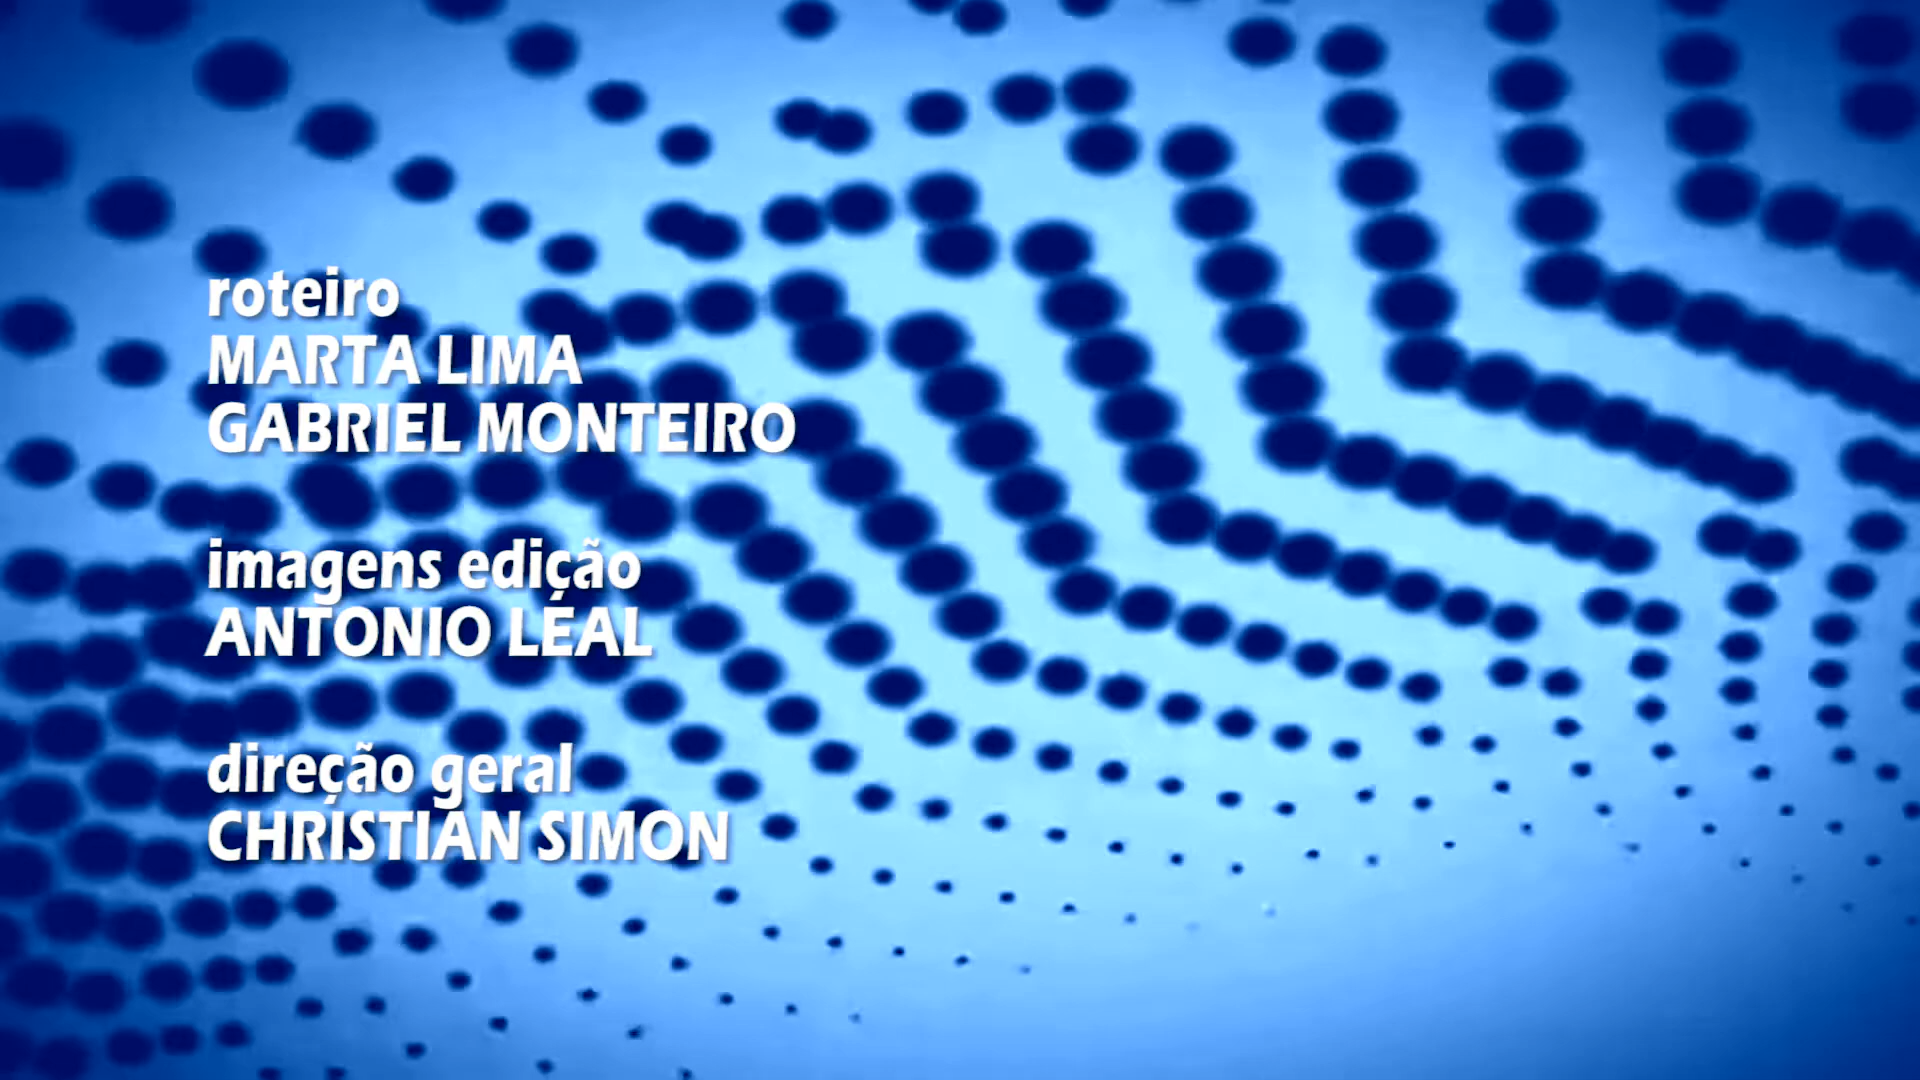 roteiro
MARTA LIMA
GABRIEL MONTEIRO
imagens edição
ANTONIO LEAL
direção geral
CHRISTIAN SIMON